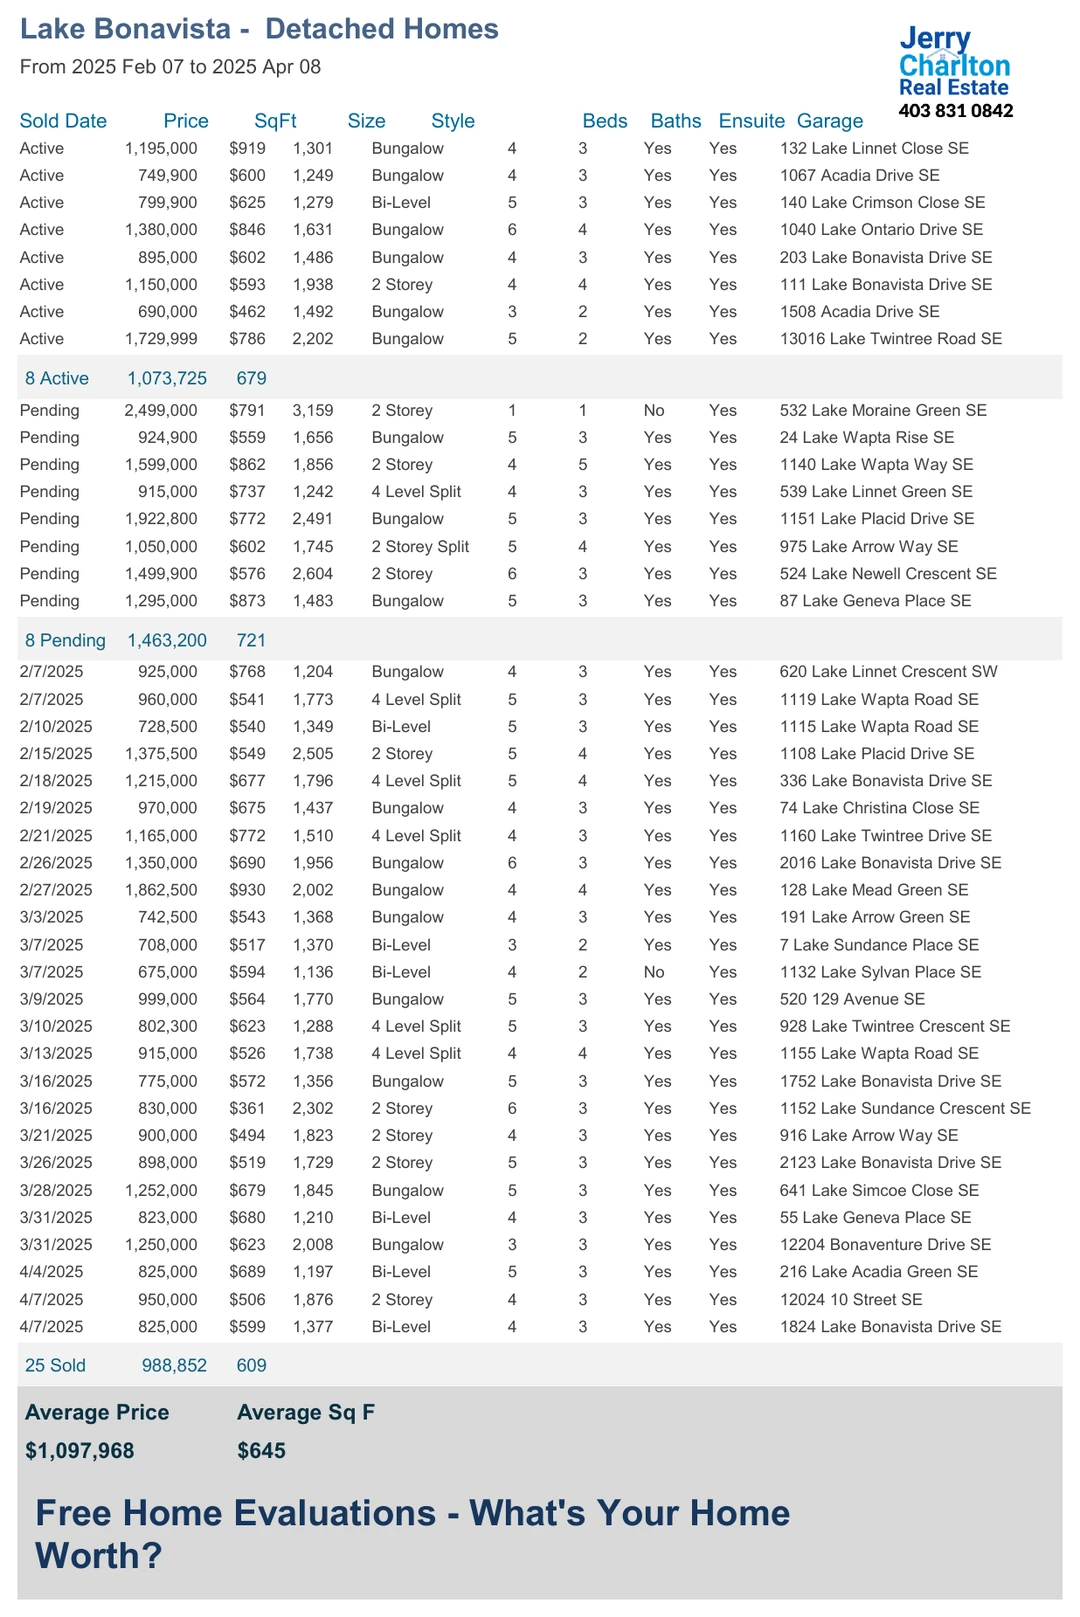 Lake Bonavista - Detached Homes
From 2025 Feb 07 to 2025 Apr 08
Jerry
Charlton
Real Estate
403 831 0842
Sold Date Price SqFt Size Style Beds Baths Ensuite Garage
Active 1,195,000 $919 1,301 Bungalow 4 3 Yes Yes 132 Lake Linnet Close SE
Active 749,900 $600 1,249 Bungalow 4 3 Yes Yes 1067 Acadia Drive SE
Active 799,900 $625 1,279 Bi-Level 5 3 Yes Yes 140 Lake Crimson Close SE
Active 1,380,000 $846 1,631 Bungalow 6 4 Yes Yes 1040 Lake Ontario Drive SE
Active 895,000 $602 1,486 Bungalow 4 3 Yes Yes 203 Lake Bonavista Drive SE
Active 1,150,000 $593 1,938 2 Storey 4 4 Yes Yes 111 Lake Bonavista Drive SE
Active 690,000 $462 1,492 Bungalow 3 2 Yes Yes 1508 Acadia Drive SE
Active 1,729,999 $786 2,202 Bungalow 5 2 Yes Yes 13016 Lake Twintree Road SE
8 Active 1,073,725 679
Pending 2,499,000 $791 3,159 2 Storey 1 1 No Yes 532 Lake Moraine Green SE
Pending 924,900 $559 1,656 Bungalow 5 3 Yes Yes 24 Lake Wapta Rise SE
Pending 1,599,000 $862 1,856 2 Storey 4 5 Yes Yes 1140 Lake Wapta Way SE
Pending 915,000 $737 1,242 4 Level Split 4 3 Yes Yes 539 Lake Linnet Green SE
Pending 1,922,800 $772 2,491 Bungalow 5 3 Yes Yes 1151 Lake Placid Drive SE
Pending 1,050,000 $602 1,745 2 Storey Split 5 4 Yes Yes 975 Lake Arrow Way SE
Pending 1,499,900 $576 2,604 2 Storey 6 3 Yes Yes 524 Lake Newell Crescent SE
Pending 1,295,000 $873 1,483 Bungalow 5 3 Yes Yes 87 Lake Geneva Place SE
8 Pending 1,463,200 721
2/7/2025 925,000 $768 1,204 Bungalow 4 3 Yes Yes 620 Lake Linnet Crescent SW
2/7/2025 960,000 $541 1,773 4 Level Split 5 3 Yes Yes 1119 Lake Wapta Road SE
2/10/2025 728,500 $540 1,349 Bi-Level 5 3 Yes Yes 1115 Lake Wapta Road SE
2/15/2025 1,375,500 $549 2,505 2 Storey 5 4 Yes Yes 1108 Lake Placid Drive SE
2/18/2025 1,215,000 $677 1,796 4 Level Split 5 4 Yes Yes 336 Lake Bonavista Drive SE
2/19/2025 970,000 $675 1,437 Bungalow 4 3 Yes Yes 74 Lake Christina Close SE
2/21/2025 1,165,000 $772 1,510 4 Level Split 4 3 Yes Yes 1160 Lake Twintree Drive SE
2/26/2025 1,350,000 $690 1,956 Bungalow 6 3 Yes Yes 2016 Lake Bonavista Drive SE
2/27/2025 1,862,500 $930 2,002 Bungalow 4 4 Yes Yes 128 Lake Mead Green SE
3/3/2025 742,500 $543 1,368 Bungalow 4 3 Yes Yes 191 Lake Arrow Green SE
3/7/2025 708,000 $517 1,370 Bi-Level 3 2 Yes Yes 7 Lake Sundance Place SE
3/7/2025 675,000 $594 1,136 Bi-Level 4 2 No Yes 1132 Lake Sylvan Place SE
3/9/2025 999,000 $564 1,770 Bungalow 5 3 Yes Yes 520 129 Avenue SE
3/10/2025 802,300 $623 1,288 4 Level Split 5 3 Yes Yes 928 Lake Twintree Crescent SE
3/13/2025 915,000 $526 1,738 4 Level Split 4 4 Yes Yes 1155 Lake Wapta Road SE
3/16/2025 775,000 $572 1,356 Bungalow 5 3 Yes Yes 1752 Lake Bonavista Drive SE
3/16/2025 830,000 $361 2,302 2 Storey 6 3 Yes Yes 1152 Lake Sundance Crescent SE
3/21/2025 900,000 $494 1,823 2 Storey 4 3 Yes Yes 916 Lake Arrow Way SE
3/26/2025 898,000 $519 1,729 2 Storey 5 3 Yes Yes 2123 Lake Bonavista Drive SE
3/28/2025 1,252,000 $679 1,845 Bungalow 5 3 Yes Yes 641 Lake Simcoe Close SE
3/31/2025 823,000 $680 1,210 Bi-Level 4 3 Yes Yes 55 Lake Geneva Place SE
3/31/2025 1,250,000 $623 2,008 Bungalow 3 3 Yes Yes 12204 Bonaventure Drive SE
4/4/2025 825,000 $689 1,197 Bi-Level 5 3 Yes Yes 216 Lake Acadia Green SE
4/7/2025 950,000 $506 1,876 2 Storey 4 3 Yes Yes 12024 10 Street SE
4/7/2025 825,000 $599 1,377 Bi-Level 4 3 Yes Yes 1824 Lake Bonavista Drive SE
25 Sold 988,852 609
Average Price Average Sq F
$1,097,968 $645
Free Home Evaluations - What's Your Home
Worth?